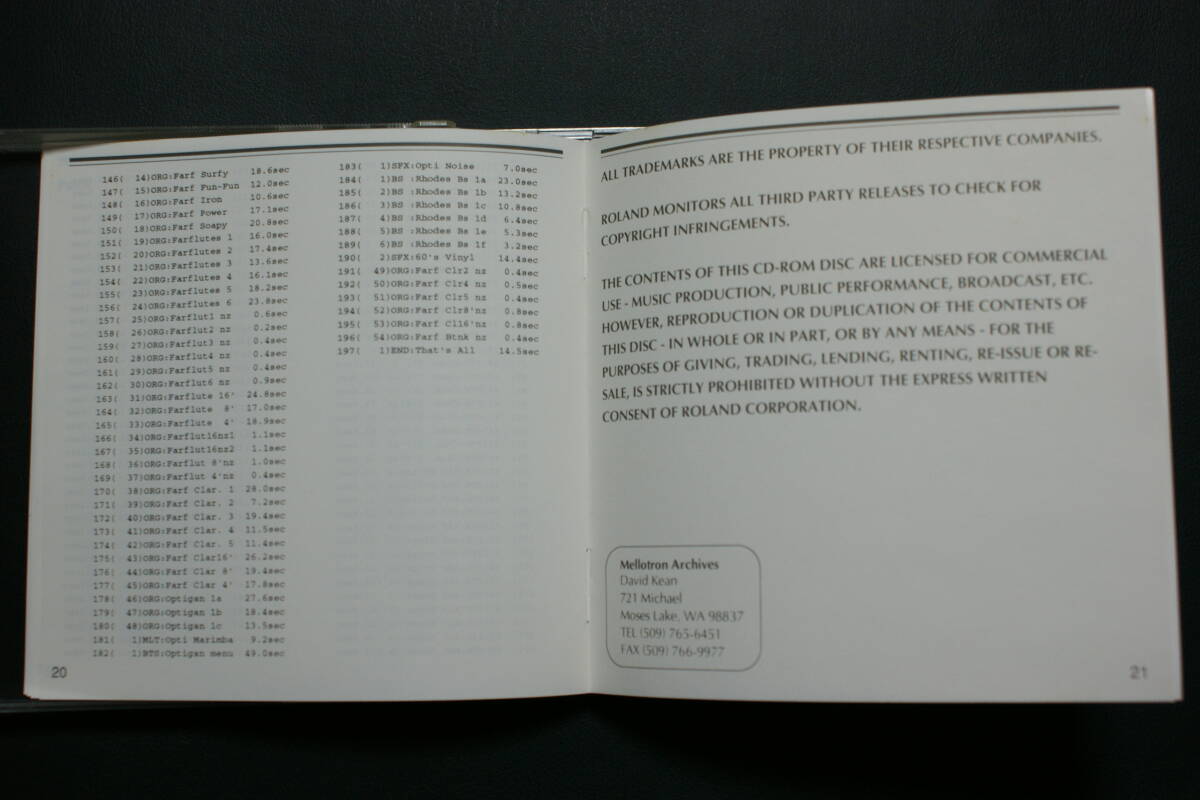 146( 14)ORG:Farf Surfy 18.6sec
147( 15)ORG:Farf Fun-Fun 12.0sec
148( 16)ORG:Farf Iron 10.6sec
149( 17)ORG:Farf Power 17.1sec
150( 18)ORG:Farf Soapy 20.8sec
151( 19)ORG:Farflutes 1 16.0sec
152( 20)ORG:Farflutes 2 17.4sec
153( 21)ORG:Farflutes 3 13.6sec
154( 22)ORG:Farflutes 4 16.1sec
155( 23)ORG:Farflutes 5 18.2sec
156( 24)ORG:Farflutes 6 23.8sec
157( 25)ORG:Farflut1 nz 0.6sec
158( 26)ORG:Farflut2 nz 0.2sec
159( 27)ORG:Farflut3 nz 0.4sec
160( 28)ORG:Farflut4 nz 0.4sec
161( 29)ORG:Farflut5 nz 0.4sec
162( 30)ORG:Farflut6 nz 0.9sec
163( 31)ORG:Farflute 16' 24.8sec
164( 32)ORG:Farflute 8' 17.0sec
165( 33)ORG:Farflute 4' 18.9sec
166( 34)ORG:Farflut16nz1 1.1sec
167( 35)ORG:Farflut16nz2 1.1sec
168( 36)ORG:Farflut 8'nz 1.0sec
169( 37)ORG:Farflut 4'nz 0.4sec
170( 38)ORG:Farf Clar. 1 28.0sec
171( 39)ORG:Farf Clar. 2 7.2sec
172( 40)ORG:Farf Clar. 3 19.4sec
173( 41)ORG:Farf Clar. 4 11.5sec
174( 42)ORG:Farf Clar. 5 11.4sec
175( 43)ORG:Farf Clar16' 26.2sec
176( 44)ORG:Farf Clar 8' 19.4sec
177( 45)ORG:Farf Clar 4' 17.8sec
178( 46)ORG:Optigan 1a 27.6sec
179( 47)ORG:Optigan 1b 18.4sec
180( 48)ORG:Optigan 1c 13.5sec
181( 1)MLT:Opti Marimba 9.2sec
182( 1)BTS:Optigan menu 49.0sec
183( 1)SFX:Opti Noise 7.0sec
184( 1)BS :Rhodes Bs 1a 23.0sec
185( 2)BS :Rhodes Bs 1b 13.2sec
186( 3)BS :Rhodes Bs 1c 10.8sec
187( 4)BS :Rhodes Bs 1d 6.4sec
188( 5)BS :Rhodes Bs 1e 5.3sec
189( 6)BS :Rhodes Bs 1f 3.2sec
190( 2)SFX:60's Vinyl 14.4sec
191( 49)ORG:Farf Clr2 nz 0.4sec
192( 50)ORG:Farf Clr4 nz 0.5sec
193( 51)ORG:Farf Clr5 nz 0.4sec
194( 52)ORG:Farf Clr8'nz 0.8sec
195( 53)ORG:Farf Cl16'nz 0.8sec
196( 54)ORG:Farf Btnk nz 0.4sec
197( 1)END:That's All 14.5sec
20
ALL TRADEMARKS ARE THE PROPERTY OF THEIR RESPECTIVE COMPANIES.
ROLAND MONITORS ALL THIRD PARTY RELEASES TO CHECK FOR
COPYRIGHT INFRINGEMENTS.
THE CONTENTS OF THIS CD-ROM DISC ARE LICENSED FOR COMMERCIAL
USE - MUSIC PRODUCTION, PUBLIC PERFORMANCE, BROADCAST, ETC.
HOWEVER, REPRODUCTION OR DUPLICATION OF THE CONTENTS OF
THIS DISC - IN WHOLE OR IN PART, OR BY ANY MEANS - FOR THE
PURPOSES OF GIVING, TRADING, LENDING, RENTING, RE-ISSUE OR RE-
SALE, IS STRICTLY PROHIBITED WITHOUT THE EXPRESS WRITTEN
CONSENT OF ROLAND CORPORATION.
Mellotron Archives
David Kean
721 Michael
Moses Lake, WA 98837
TEL (509) 765-6451
FAX (509) 766-9977
21